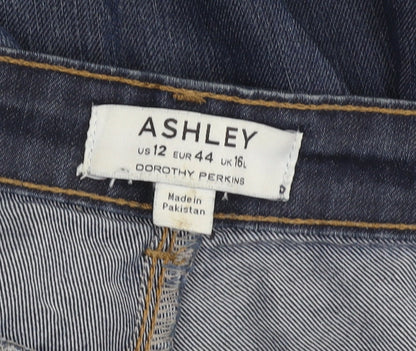 ASHLEY
US 12 EUR 44 UK 16L
DOROTHY PERKINS
Made in
Pakistan